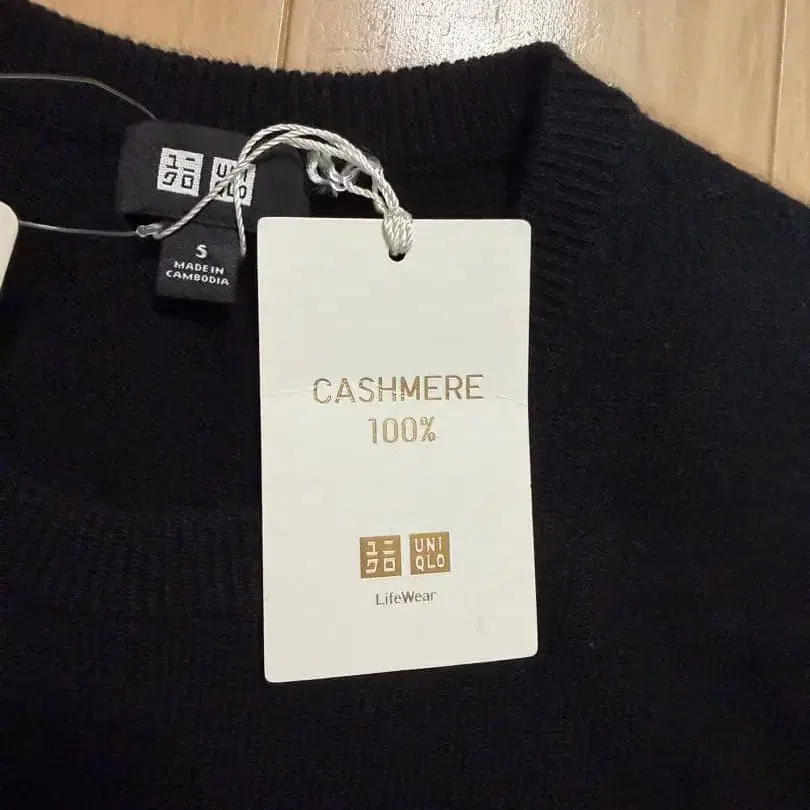 ユニ UNI
クロ QLO
S
MADE IN
CAMBODIA
CASHMERE
100%
ユニ UNI
クロ QLO
LifeWear